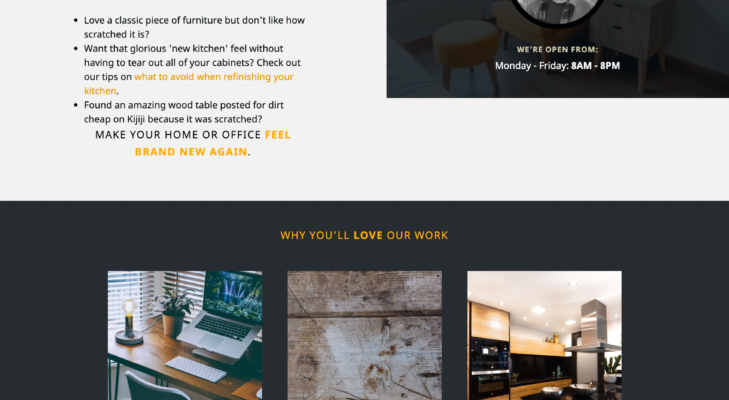 • Love a classic piece of furniture but don't like how
scratched it is?
• Want that glorious 'new kitchen' feel without
having to tear out all of your cabinets? Check out
our tips on what to avoid when refinishing your
kitchen.
• Found an amazing wood table posted for dirt
cheap on Kijiji because it was scratched?
MAKE YOUR HOME OR OFFICE FEEL
BRAND NEW AGAIN.
WE'RE OPEN FROM:
Monday - Friday: 8AM - 8PM
WHY YOU'LL LOVE OUR WORK